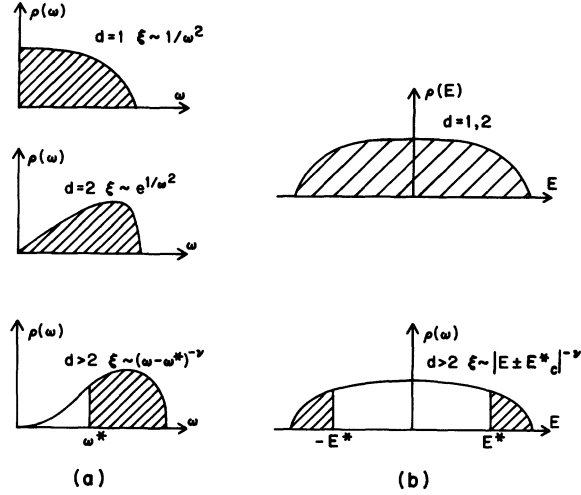 ρ(ω)
d=1 ξ~1/ω²
ω
ρ(ω)
d=2 ξ~e^{1/ω²}
ω
ρ(ω)
d>2 ξ~(ω-ω*)^{-ν}
ω*
ω
(a)
ρ(E)
d=1,2
E
ρ(ω)
d>2 ξ~|E ± E*_c|^{-ν}
-E*
E*
E
(b)